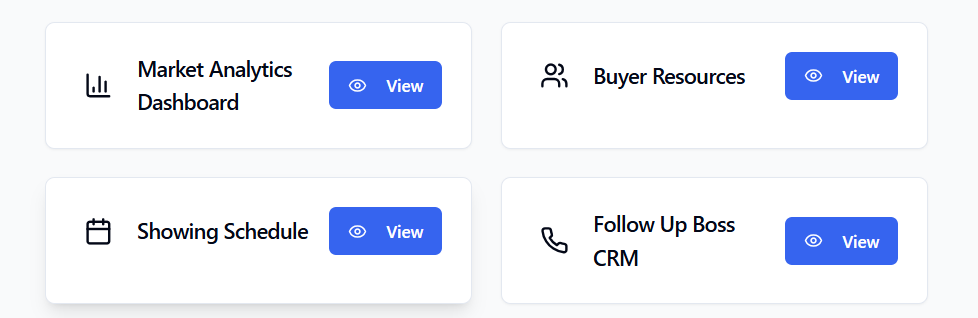 Market Analytics
Dashboard
View
Buyer Resources
View
Showing Schedule
View
Follow Up Boss
CRM
View